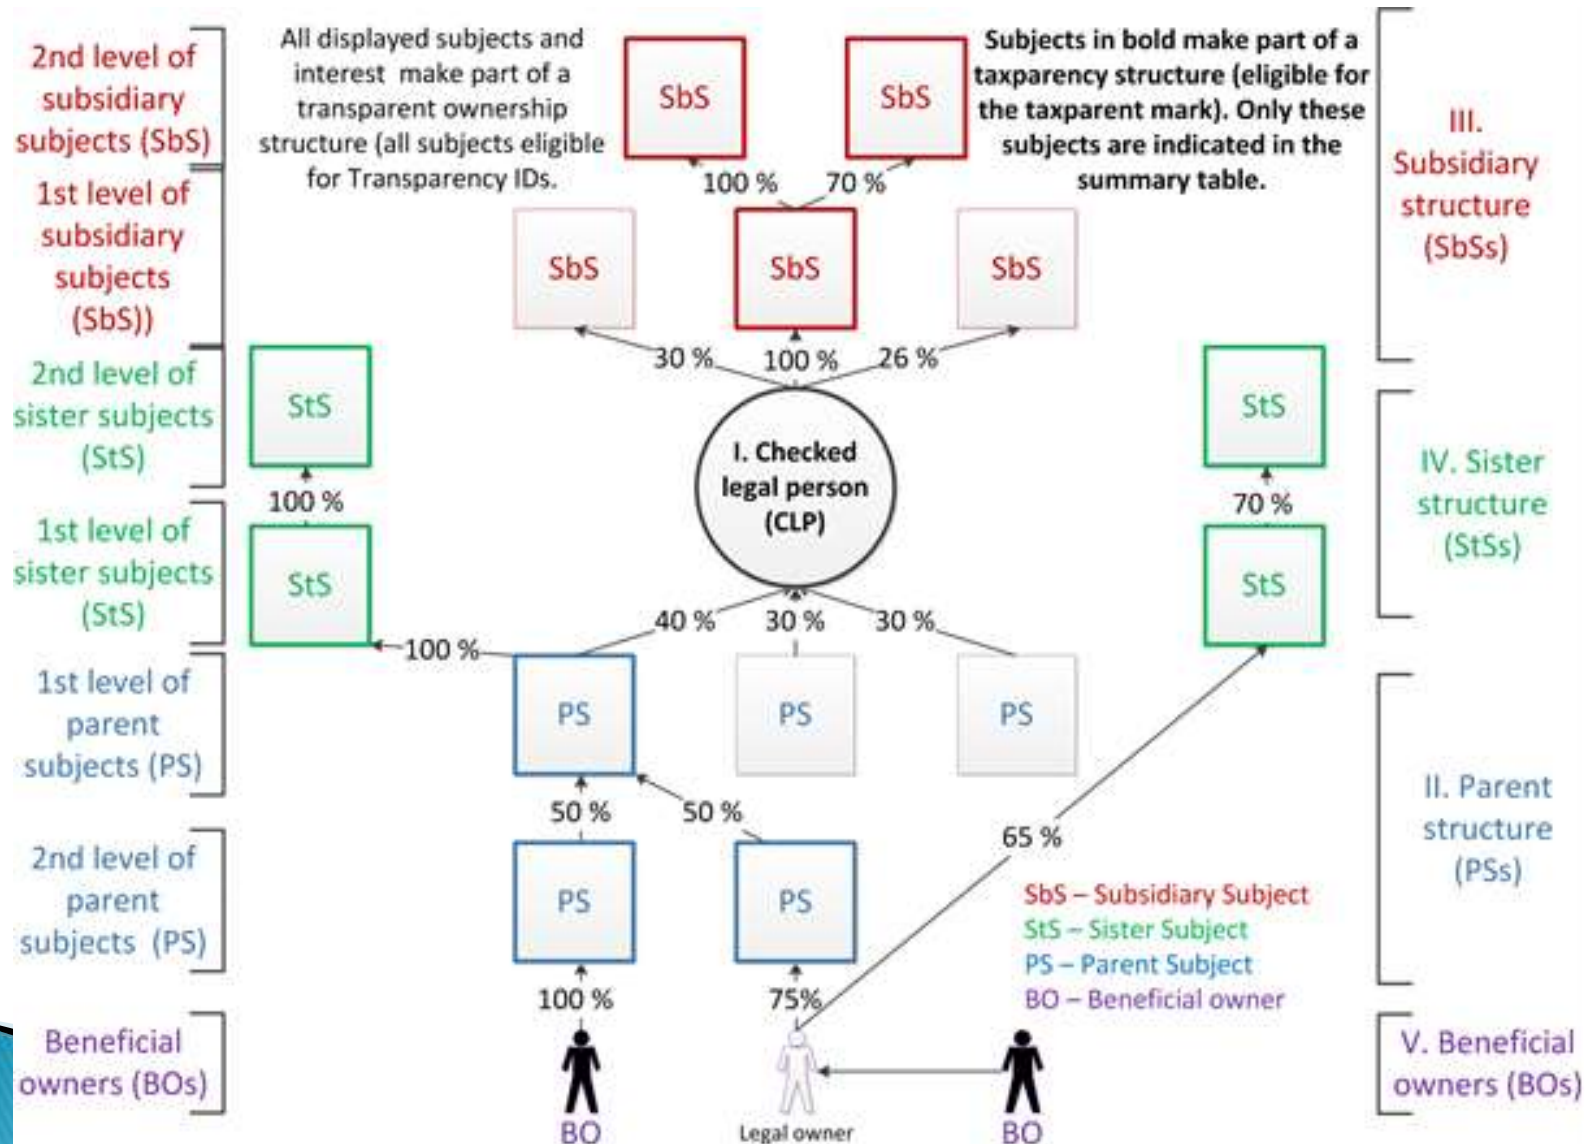 2nd level of
subsidiary
subjects (SbS)
1st level of
subsidiary
subjects
(SbS))
2nd level of
sister subjects
(StS)
1st level of
sister subjects
(StS)
1st level of
parent
subjects (PS)
2nd level of
parent
subjects (PS)
Beneficial
owners (BOs)
All displayed subjects and
interest make part of a
transparent ownership
structure (all subjects eligible
for Transparency IDs.
SbS
SbS
Subjects in bold make part of a
taxparency structure (eligible for
the taxparent mark). Only these
subjects are indicated in the
summary table.
100 %
70 %
SbS
SbS
SbS
30 %
100 %
26 %
StS
StS
I. Checked
legal person
(CLP)
100 %
70 %
StS
StS
40 %
30 %
30 %
100 %
PS
PS
PS
50 %
50 %
65 %
PS
PS
SbS – Subsidiary Subject
StS – Sister Subject
PS – Parent Subject
BO – Beneficial owner
100 %
75%
BO
Legal owner
BO
III.
Subsidiary
structure
(SbSs)
IV. Sister
structure
(StSs)
II. Parent
structure
(PSs)
V. Beneficial
owners (BOs)